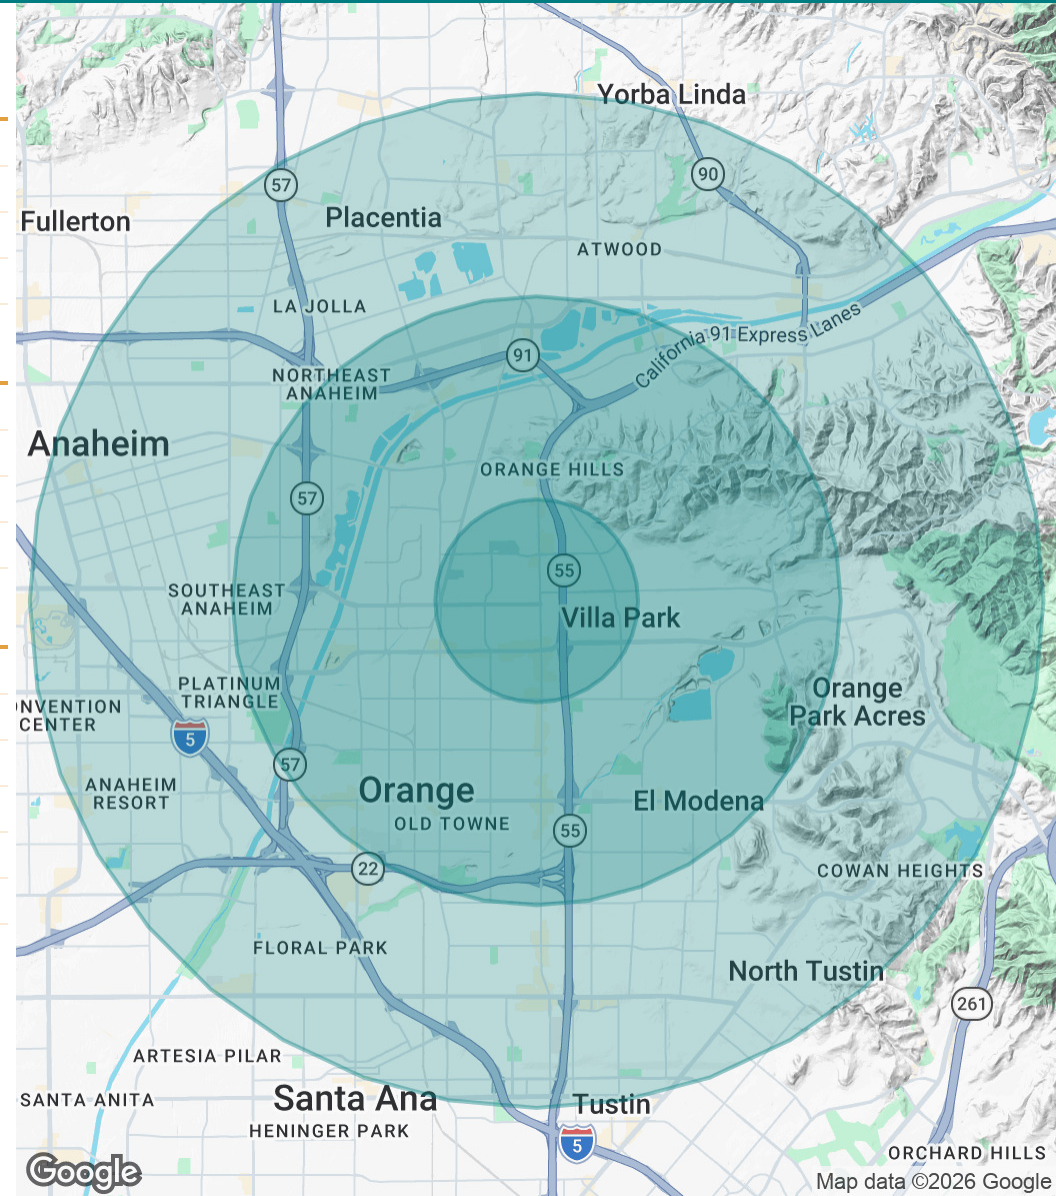 Yorba Linda
90
57
Fullerton
Placentia
ATWOOD
LA JOLLA
California 91 Express Lanes
91
NORTHEAST
ANAHEIM
Anaheim
ORANGE HILLS
57
55
SOUTHEAST
ANAHEIM
Villa Park
PLATINUM
TRIANGLE
Orange
Park Acres
NVENTION
CENTER
5
57
ANAHEIM
RESORT
Orange
El Modena
OLD TOWNE
55
22
COWAN HEIGHTS
FLORAL PARK
North Tustin
261
ARTESIA PILAR
SANTA ANITA
Santa Ana
Tustin
HENINGER PARK
5
ORCHARD HILLS
Google
Map data ©2026 Google